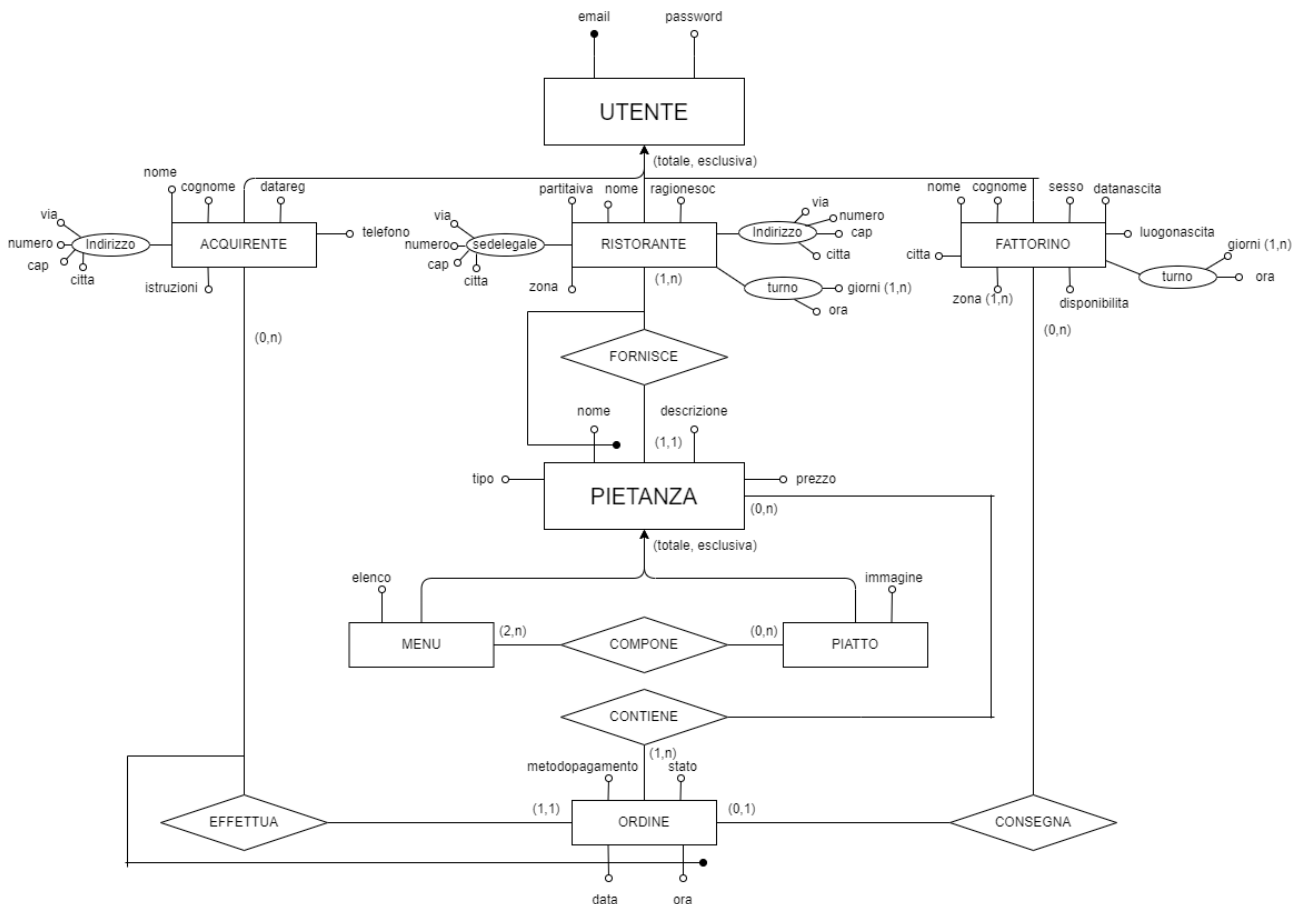 email
password
UTENTE
(totale, esclusiva)
nome
cognome
datareg
via
numero
Indirizzo
cap
citta
ACQUIRENTE
telefono
istruzioni
partitaiva
nome
ragionesoc
via
numero
sedelegale
cap
citta
RISTORANTE
via
numero
Indirizzo
cap
citta
zona
(1,n)
turno
giorni (1,n)
ora
nome
cognome
sesso
datanascita
luogonascita
citta
FATTORINO
giorni (1,n)
turno
ora
zona (1,n)
disponibilita
(0,n)
(0,n)
FORNISCE
nome
descrizione
(1,1)
tipo
prezzo
PIETANZA
(0,n)
(totale, esclusiva)
elenco
immagine
MENU
(2,n)
COMPONE
(0,n)
PIATTO
CONTIENE
(1,n)
metodopagamento
stato
EFFETTUA
(1,1)
ORDINE
(0,1)
CONSEGNA
data
ora